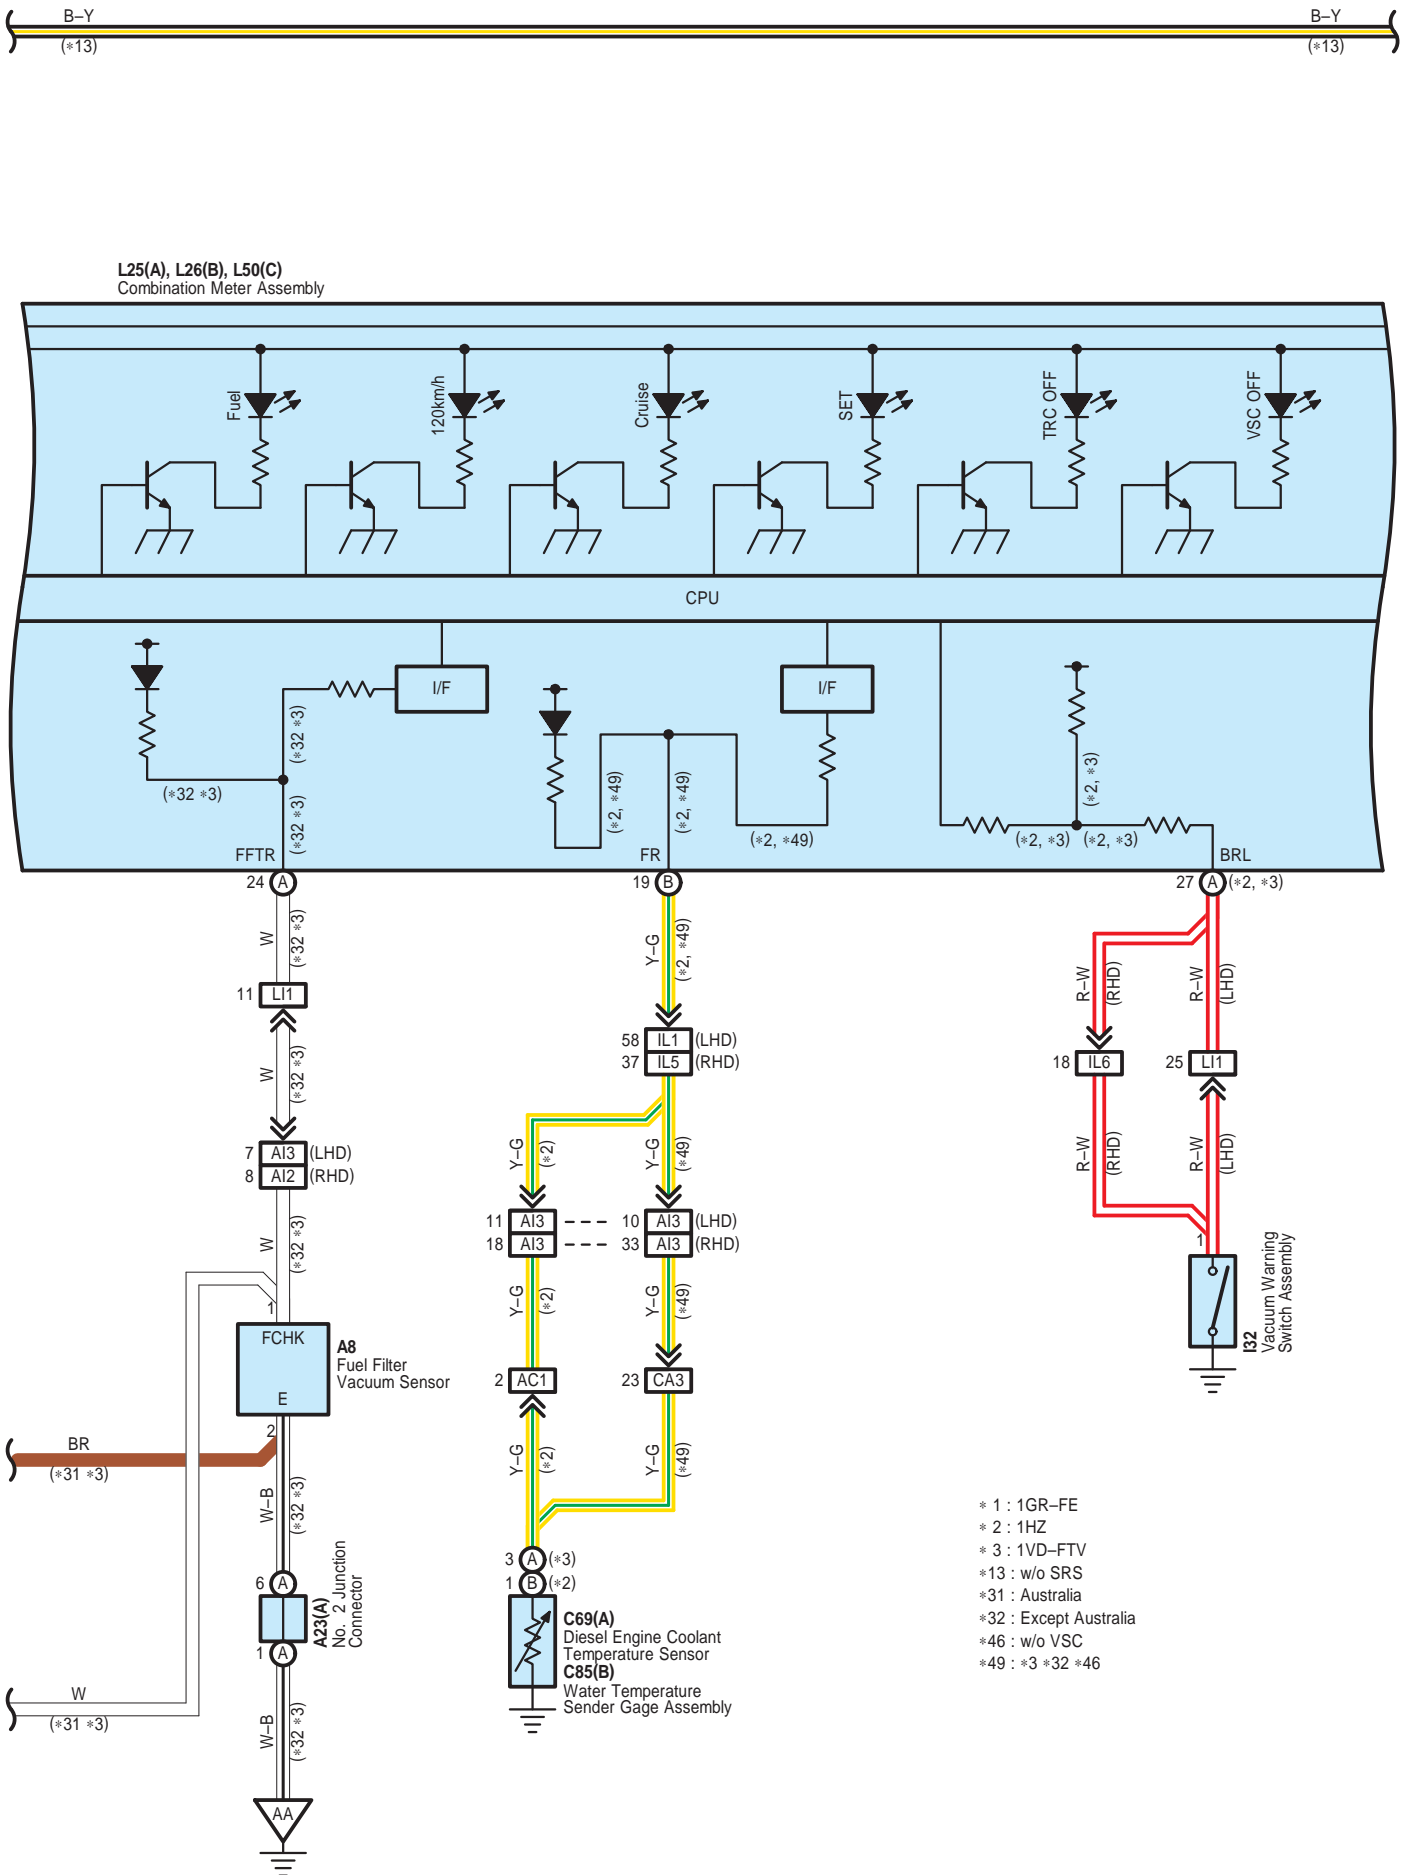 B–Y
B–Y
(*13)
(*13)
L25(A), L26(B), L50(C)
Combination Meter Assembly
Fuel
120km/h
Cruise
SET
TRC OFF
VSC OFF
CPU
I/F
I/F
(*32 *3)
(*32 *3)
(*32 *3)
(*2, *49)
(*2, *49)
(*2, *49)
(*2, *3)
(*2, *3)
(*2, *3)
FFTR
FR
BRL
24 A
19 B
27 A (*2, *3)
W
(*32 *3)
Y–G
(*2, *49)
R–W
(RHD)
R–W
(LHD)
11 LI1
58 IL1 (LHD)
37 IL5 (RHD)
18 IL6
25 LI1
W
(*32 *3)
Y–G
(*2)
Y–G
(*49)
R–W
(RHD)
R–W
(LHD)
7 AI3 (LHD)
8 AI2 (RHD)
11 AI3
10 AI3 (LHD)
18 AI3
33 AI3 (RHD)
W
(*32 *3)
Y–G
(*2)
Y–G
(*49)
1
I32
Vacuum Warning
Switch Assembly
1
FCHK
E
A8
Fuel Filter
Vacuum Sensor
2 AC1
23 CA3
2
BR
(*31 *3)
W–B
(*32 *3)
Y–G
(*2)
Y–G
(*49)
6 A
A23(A)
No. 2 Junction
Connector
1 A
3 A (*3)
1 B (*2)
C69(A)
Diesel Engine Coolant
Temperature Sensor
C85(B)
Water Temperature
Sender Gage Assembly
W
(*31 *3)
W–B
(*32 *3)
AA
* 1 : 1GR–FE
* 2 : 1HZ
* 3 : 1VD–FTV
*13 : w/o SRS
*31 : Australia
*32 : Except Australia
*46 : w/o VSC
*49 : *3 *32 *46